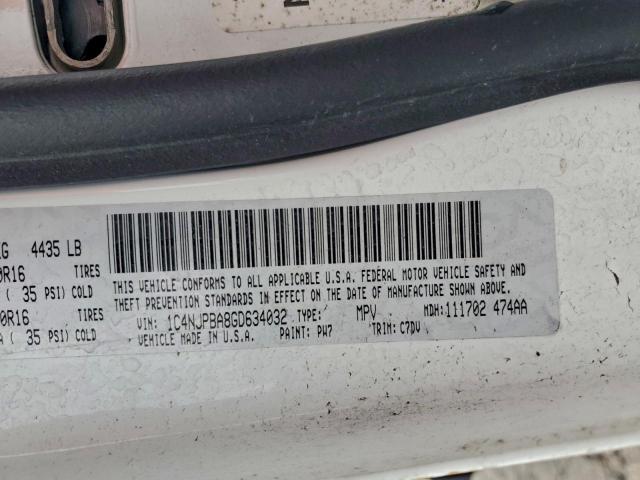 KG 4435 LB
0R16 TIRES
( 35 PSI) COLD
0R16 TIRES
A ( 35 PSI) COLD
THIS VEHICLE CONFORMS TO ALL APPLICABLE U.S.A. FEDERAL MOTOR VEHICLE SAFETY AND
THEFT PREVENTION STANDARDS IN EFFECT ON THE DATE OF MANUFACTURE SHOWN ABOVE.
VIN: 1C4NJPBA8GD634032 TYPE: MPV MDH: 111702 474AA
VEHICLE MADE IN U.S.A. PAINT: PW7 TRIM: C7DV